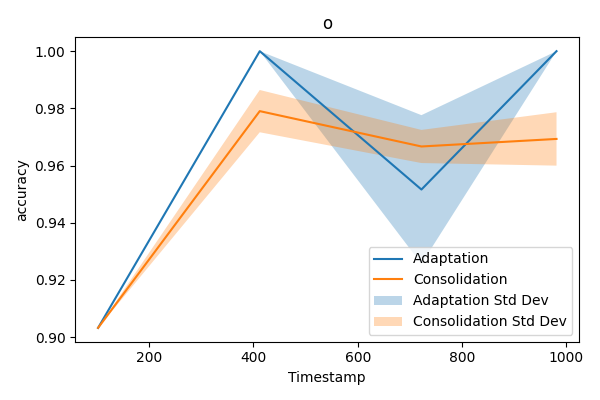 o
1.00
0.98
0.96
0.94
0.92
0.90
accuracy
200
400
600
800
1000
Timestamp
Adaptation
Consolidation
Adaptation Std Dev
Consolidation Std Dev